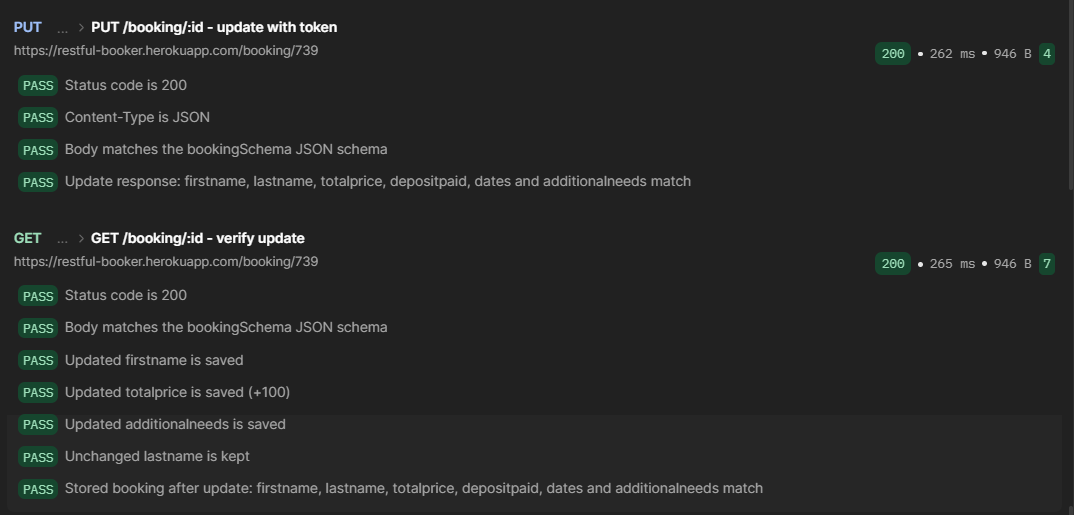 PUT ... > PUT /booking/:id - update with token
https://restful-booker.herokuapp.com/booking/739
200 • 262 ms • 946 B 4
PASS Status code is 200
PASS Content-Type is JSON
PASS Body matches the bookingSchema JSON schema
PASS Update response: firstname, lastname, totalprice, depositpaid, dates and additionalneeds match
GET ... > GET /booking/:id - verify update
https://restful-booker.herokuapp.com/booking/739
200 • 265 ms • 946 B 7
PASS Status code is 200
PASS Body matches the bookingSchema JSON schema
PASS Updated firstname is saved
PASS Updated totalprice is saved (+100)
PASS Updated additionalneeds is saved
PASS Unchanged lastname is kept
PASS Stored booking after update: firstname, lastname, totalprice, depositpaid, dates and additionalneeds match